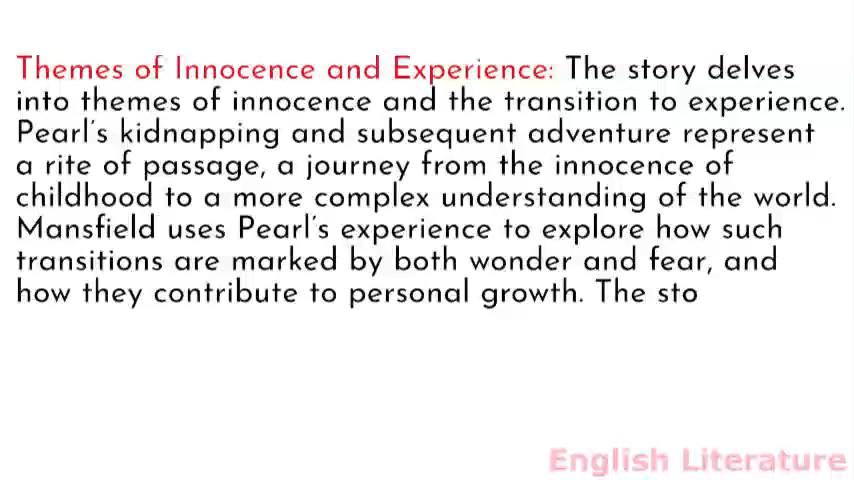 Themes of Innocence and Experience: The story delves
into themes of innocence and the transition to experience.
Pearl's kidnapping and subsequent adventure represent
a rite of passage, a journey from the innocence of
childhood to a more complex understanding of the world.
Mansfield uses Pearl's experience to explore how such
transitions are marked by both wonder and fear, and
how they contribute to personal growth. The sto
English Literature